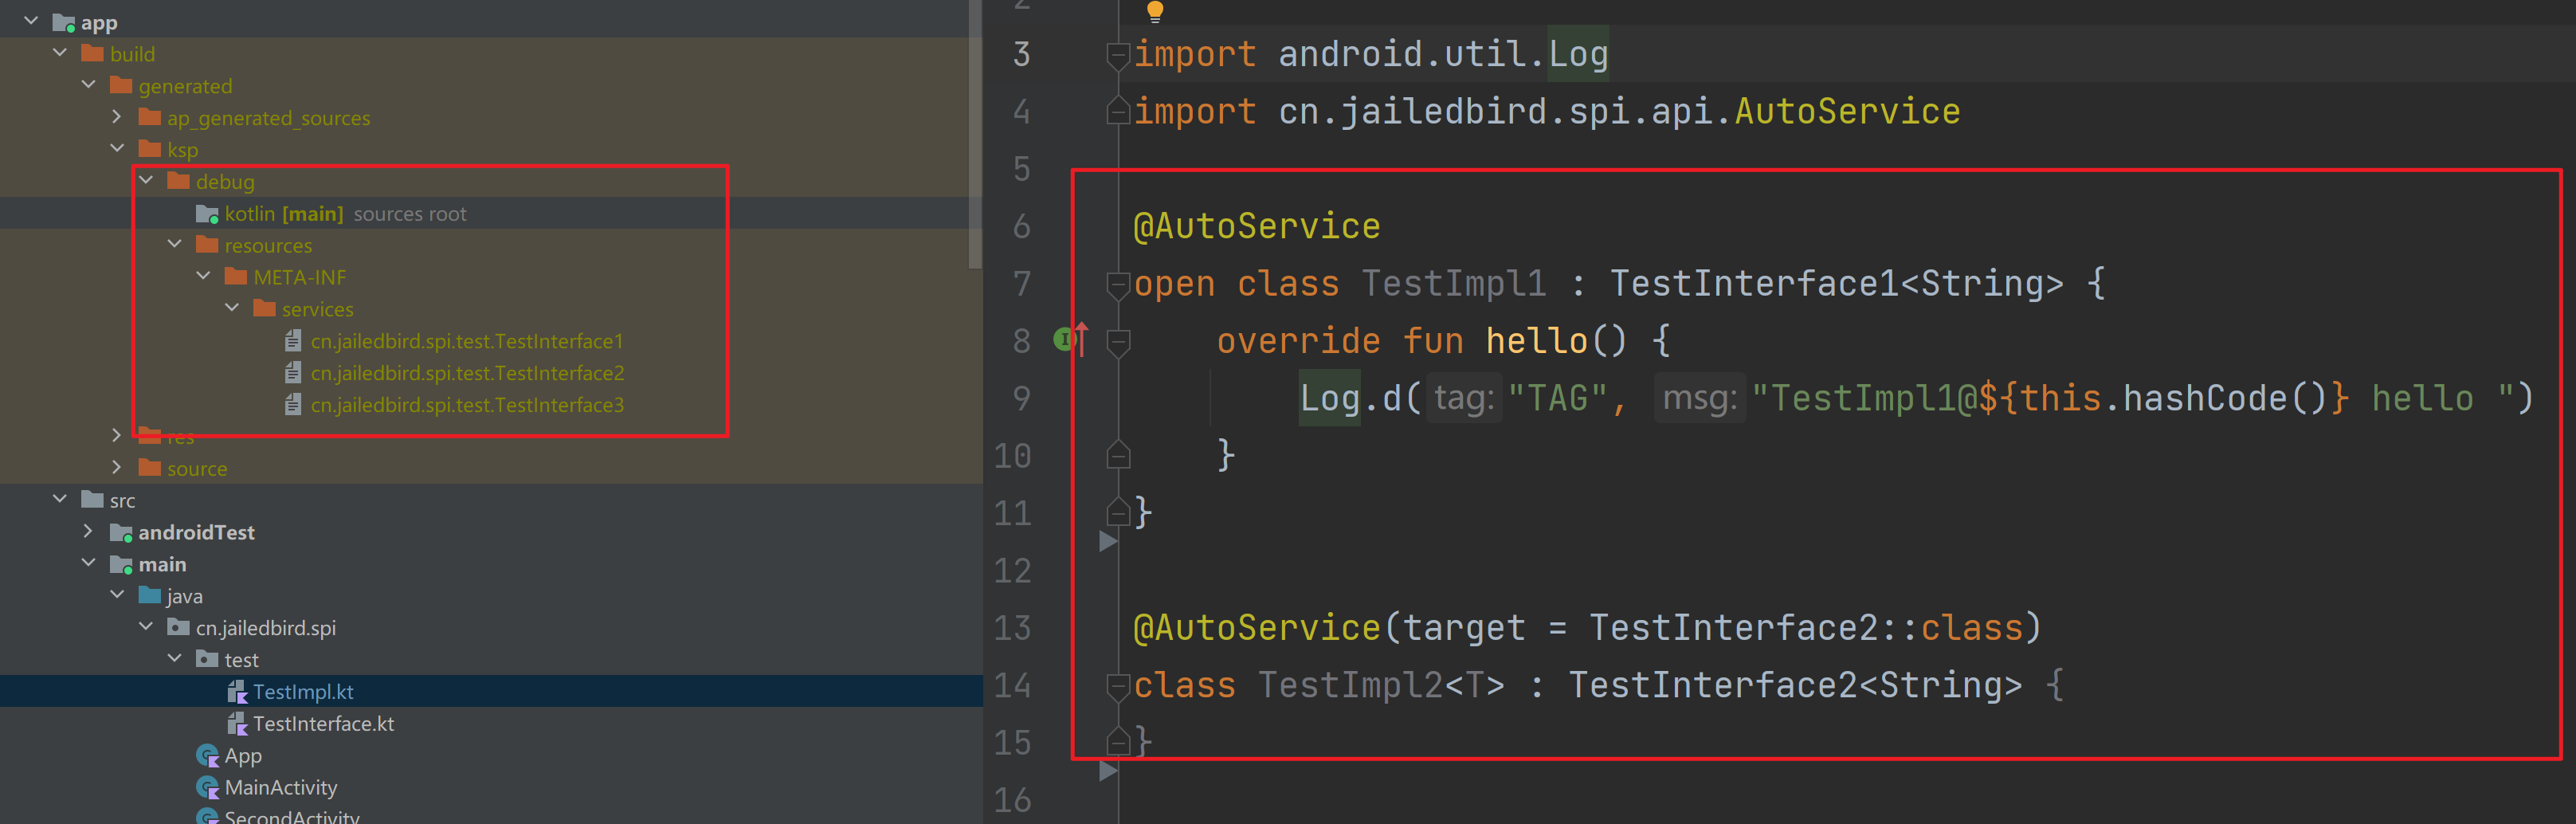 app
build
generated
ap_generated_sources
ksp
debug
kotlin [main] sources root
resources
META-INF
services
cn.jailedbird.spi.test.TestInterface1
cn.jailedbird.spi.test.TestInterface2
cn.jailedbird.spi.test.TestInterface3
res
source
src
androidTest
main
java
cn.jailedbird.spi
test
TestImpl.kt
TestInterface.kt
App
MainActivity
SecondActivity
2
3 import android.util.Log
4 import cn.jailedbird.spi.api.AutoService
5
6 @AutoService
7 open class TestImpl1 : TestInterface1<String> {
8 override fun hello() {
9 Log.d( tag: "TAG", msg: "TestImpl1@${this.hashCode()} hello ")
10 }
11 }
12
13 @AutoService(target = TestInterface2::class)
14 class TestImpl2<T> : TestInterface2<String> {
15 }
16